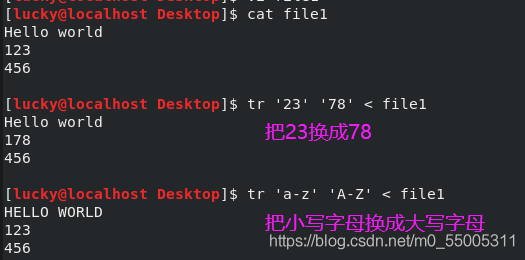 [lucky@localhost Desktop]$ cat file1
Hello world
123
456
[lucky@localhost Desktop]$ tr '23' '78' < file1
Hello world
178
456
把23换成78
[lucky@localhost Desktop]$ tr 'a-z' 'A-Z' < file1
HELLO WORLD
123
456
把小写字母换成大写字母
https://blog.csdn.net/m0_55005311